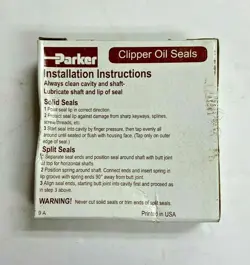 Parker
Clipper Oil Seals
Installation Instructions
Always clean cavity and shaft-
Lubricate shaft and lip of seal
Solid Seals
1 Point seal lip in correct direction.
2 Protect seal lip against damage from sharp keyways, splines,
screw threads, etc.
3 Start seal into cavity by finger pressure, then tap evenly all
around until seated or flush with housing face. (Tap only on outer
edge of seal.)
Split Seals
1 Separate seal ends and position seal around shaft with butt joint
at top for horizontal shafts.
2 Position spring around shaft. Connect ends and insert spring in
lip groove with spring ends 90° away from butt joint.
3 Align seal ends, starting butt joint into cavity first and proceed as
in step 3 above.
WARNING! Never cut solid seals or trim ends of split seals.
Printed in USA